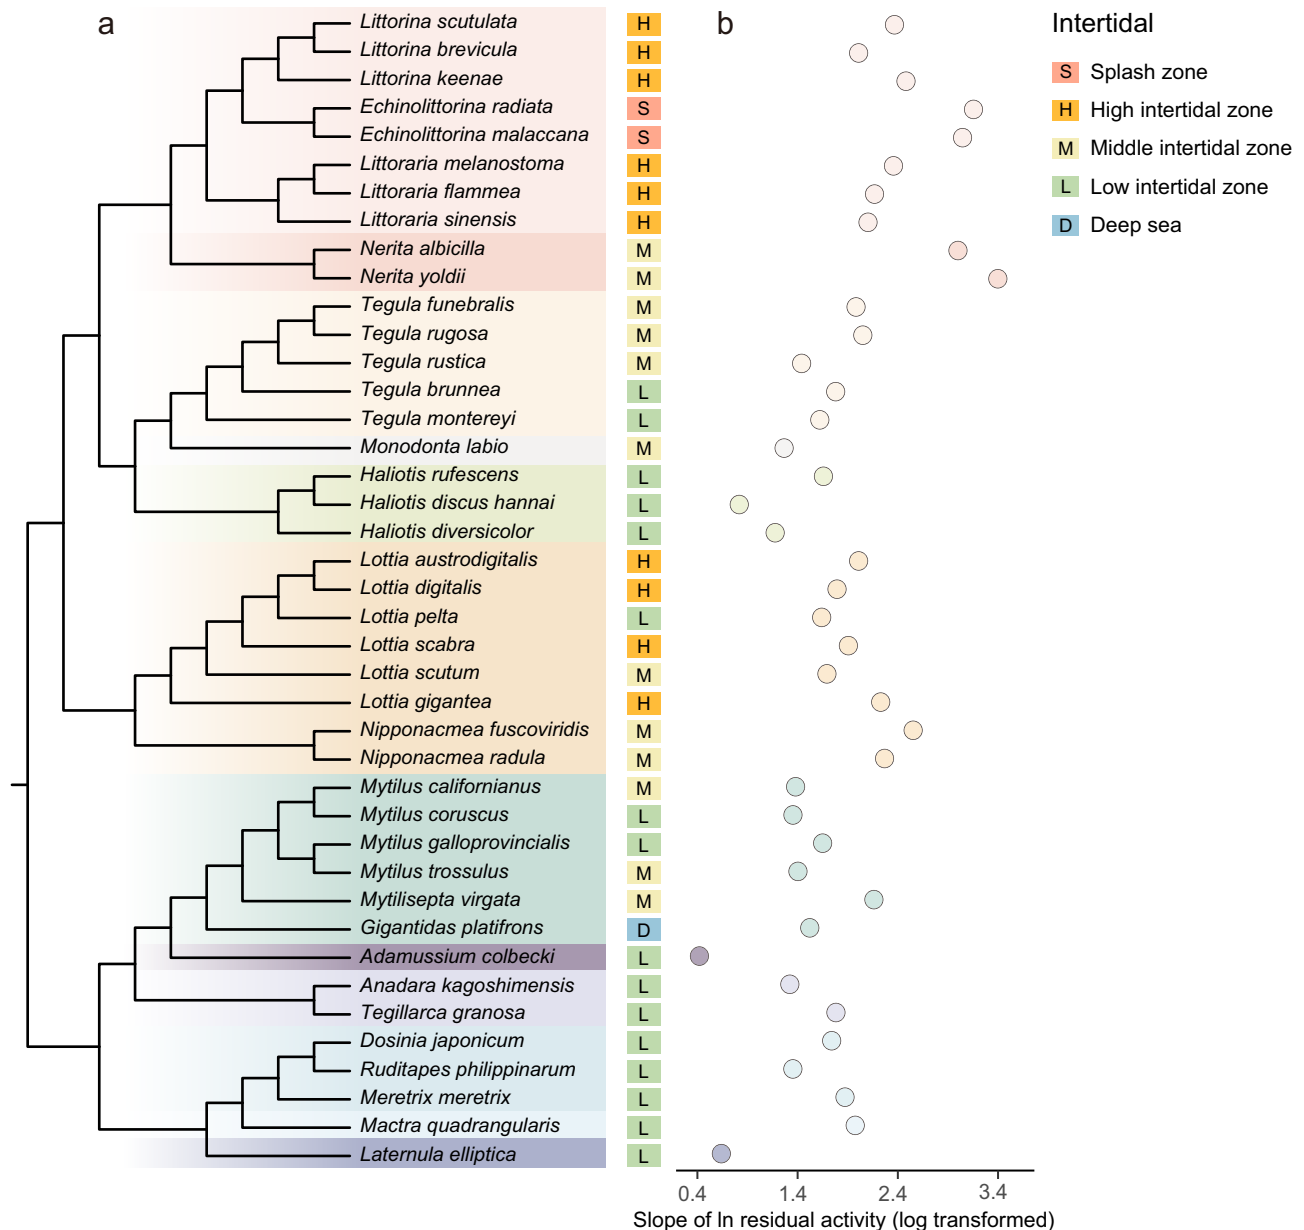 a
b
Intertidal
S Splash zone
H High intertidal zone
M Middle intertidal zone
L Low intertidal zone
D Deep sea
Littorina scutulata H
Littorina brevicula H
Littorina keenae H
Echinolittorina radiata S
Echinolittorina malaccana S
Littoraria melanostoma H
Littoraria flammea H
Littoraria sinensis H
Nerita albicilla M
Nerita yoldii M
Tegula funebralis M
Tegula rugosa M
Tegula rustica M
Tegula brunnea L
Tegula montereyi L
Monodonta labio M
Haliotis rufescens L
Haliotis discus hannai L
Haliotis diversicolor L
Lottia austrodigitalis H
Lottia digitalis H
Lottia pelta L
Lottia scabra H
Lottia scutum M
Lottia gigantea H
Nipponacmea fuscoviridis M
Nipponacmea radula M
Mytilus californianus M
Mytilus coruscus L
Mytilus galloprovincialis L
Mytilus trossulus M
Mytilisepta virgata M
Gigantidas platifrons D
Adamussium colbecki L
Anadara kagoshimensis L
Tegillarca granosa L
Dosinia japonicum L
Ruditapes philippinarum L
Meretrix meretrix L
Mactra quadrangularis L
Laternula elliptica L
0.4 1.4 2.4 3.4
Slope of ln residual activity (log transformed)